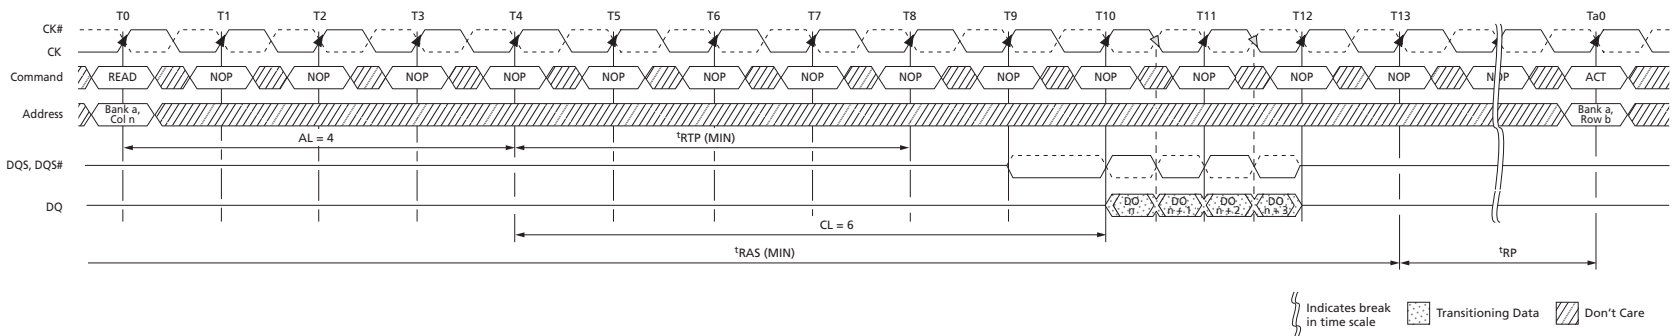 T0 T1 T2 T3 T4 T5 T6 T7 T8 T9 T10 T11 T12 T13 Ta0
CK#
CK
Command READ NOP NOP NOP NOP NOP NOP NOP NOP NOP NOP NOP NOP NOP NOP ACT
Address Bank a, Col n Bank a, Row b
AL = 4 tRTP (MIN)
DQS, DQS#
DQ DO n DO n + 1 DO n + 2 DO n + 3
CL = 6
tRAS (MIN) tRP
Indicates break in time scale Transitioning Data Don't Care